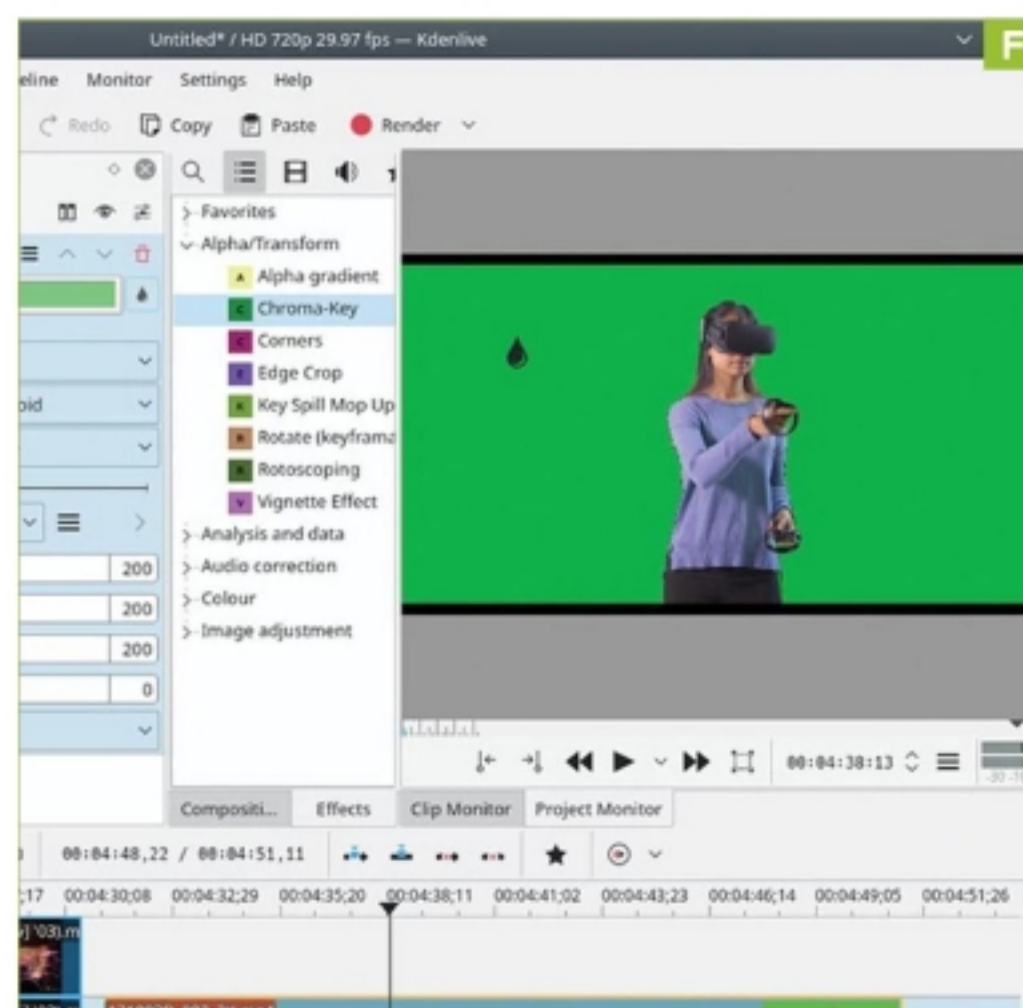 Untitled* / HD 720p 29.97 fps — Kdenlive
F
eline Monitor Settings Help
Redo Copy Paste Render
Favorites
Alpha/Transform
A Alpha gradient
C Chroma-Key
C Corners
E Edge Crop
oid
K Key Spill Mop Up
R Rotate (keyframa
R Rotoscoping
V Vignette Effect
Analysis and data
200
Audio correction
200
Colour
200
Image adjustment
0
00:04:38:13
-30 -10
Compositi... Effects Clip Monitor Project Monitor
00:04:48,22 / 00:04:51,11
;17 00:04:30;08 00:04:32;29 00:04:35;20 00:04:38;11 00:04:41;02 00:04:43;23 00:04:46;14 00:04:49;05 00:04:51;26
'03).m